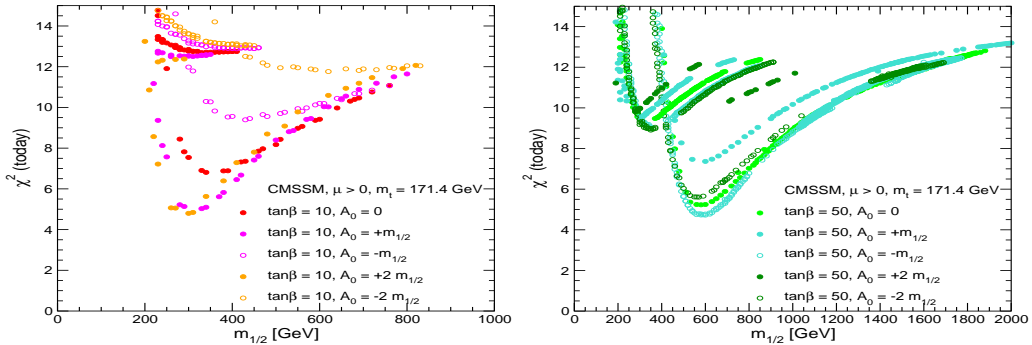 14
12
10
8
6
4
2
0
χ² (today)
CMSSM, μ > 0, mₜ = 171.4 GeV
tanβ = 10, A₀ = 0
tanβ = 10, A₀ = +m₁/₂
tanβ = 10, A₀ = -m₁/₂
tanβ = 10, A₀ = +2 m₁/₂
tanβ = 10, A₀ = -2 m₁/₂
0 200 400 600 800 1000
m₁/₂ [GeV]
14
12
10
8
6
4
2
0
χ² (today)
CMSSM, μ > 0, mₜ = 171.4 GeV
tanβ = 50, A₀ = 0
tanβ = 50, A₀ = +m₁/₂
tanβ = 50, A₀ = -m₁/₂
tanβ = 50, A₀ = +2 m₁/₂
tanβ = 50, A₀ = -2 m₁/₂
0 200 400 600 800 1000 1200 1400 1600 1800 2000
m₁/₂ [GeV]